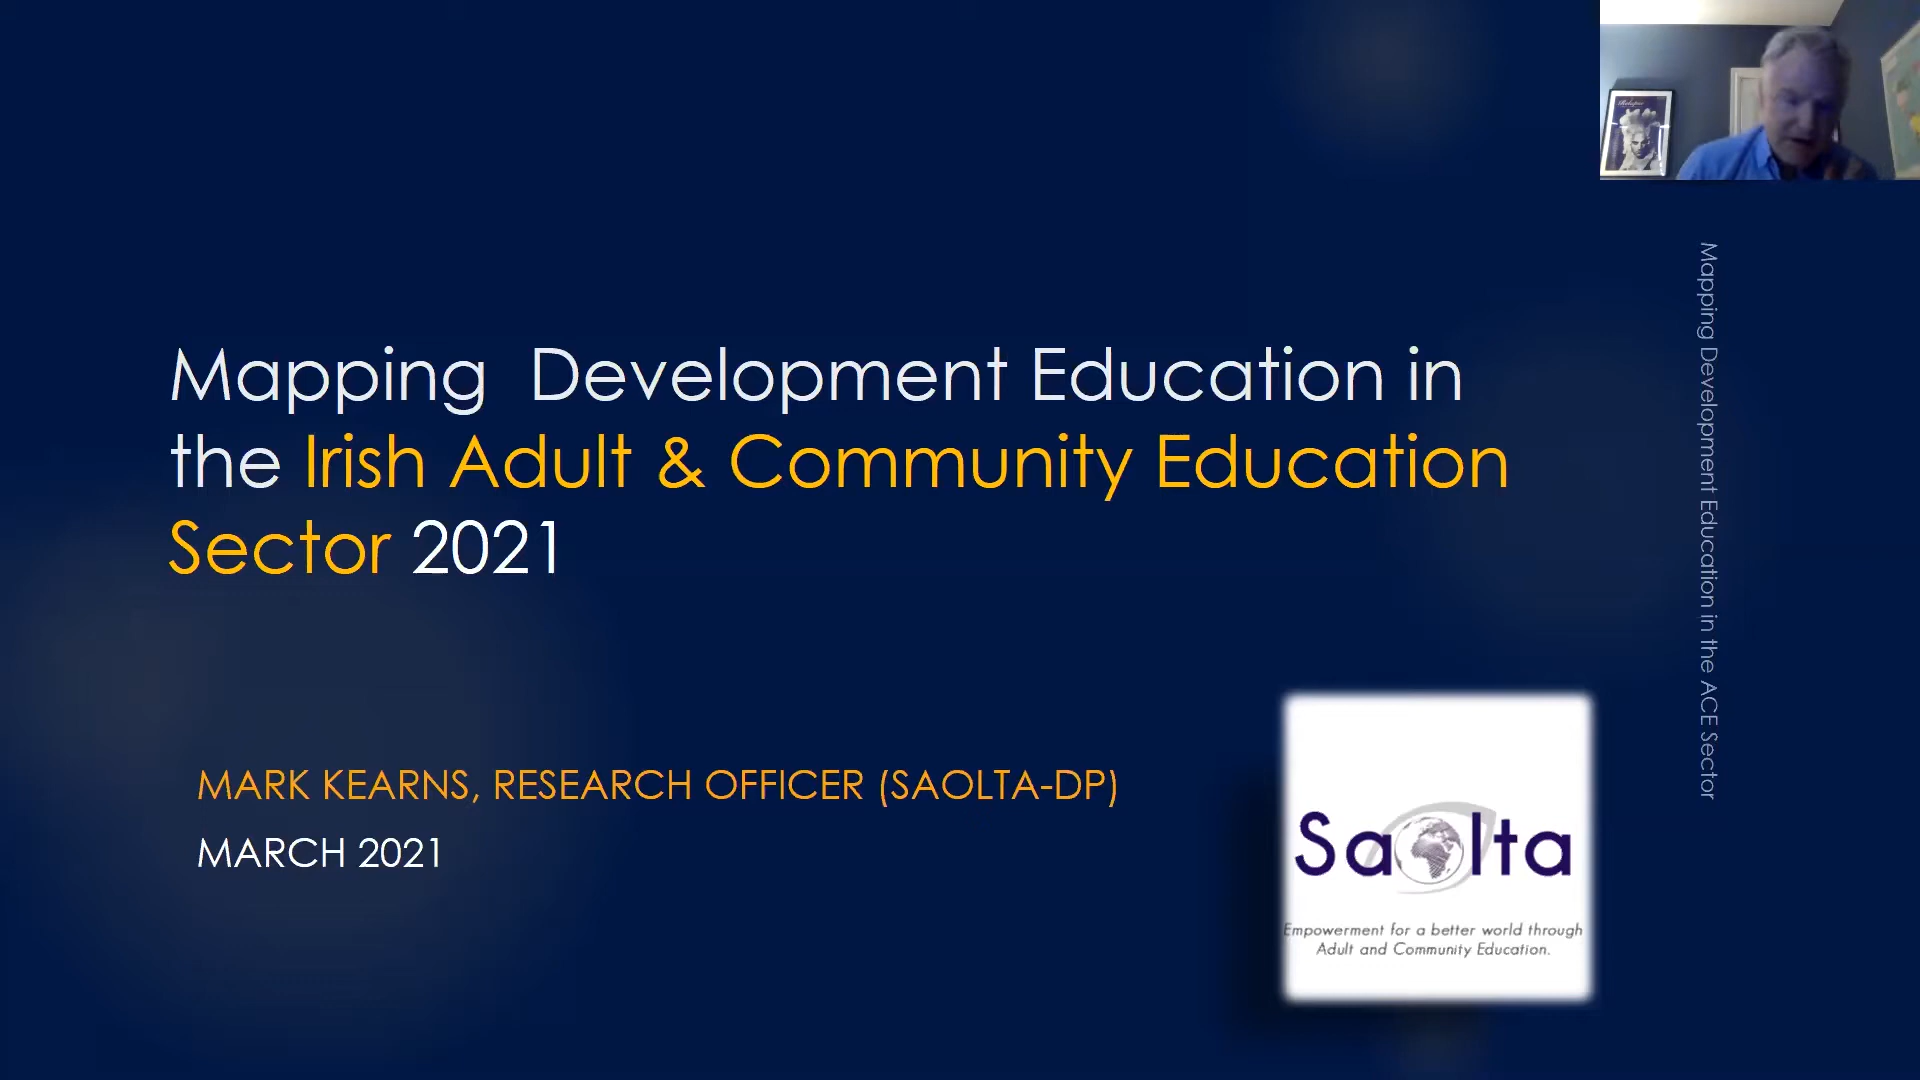 Mapping  Development Education in
the Irish Adult & Community Education
Sector 2021
MARK KEARNS, RESEARCH OFFICER (SAOLTA-DP)
MARCH 2021
Saolta
Empowerment for a better world through
Adult and Community Education.
Mapping Development Education in the ACE Sector